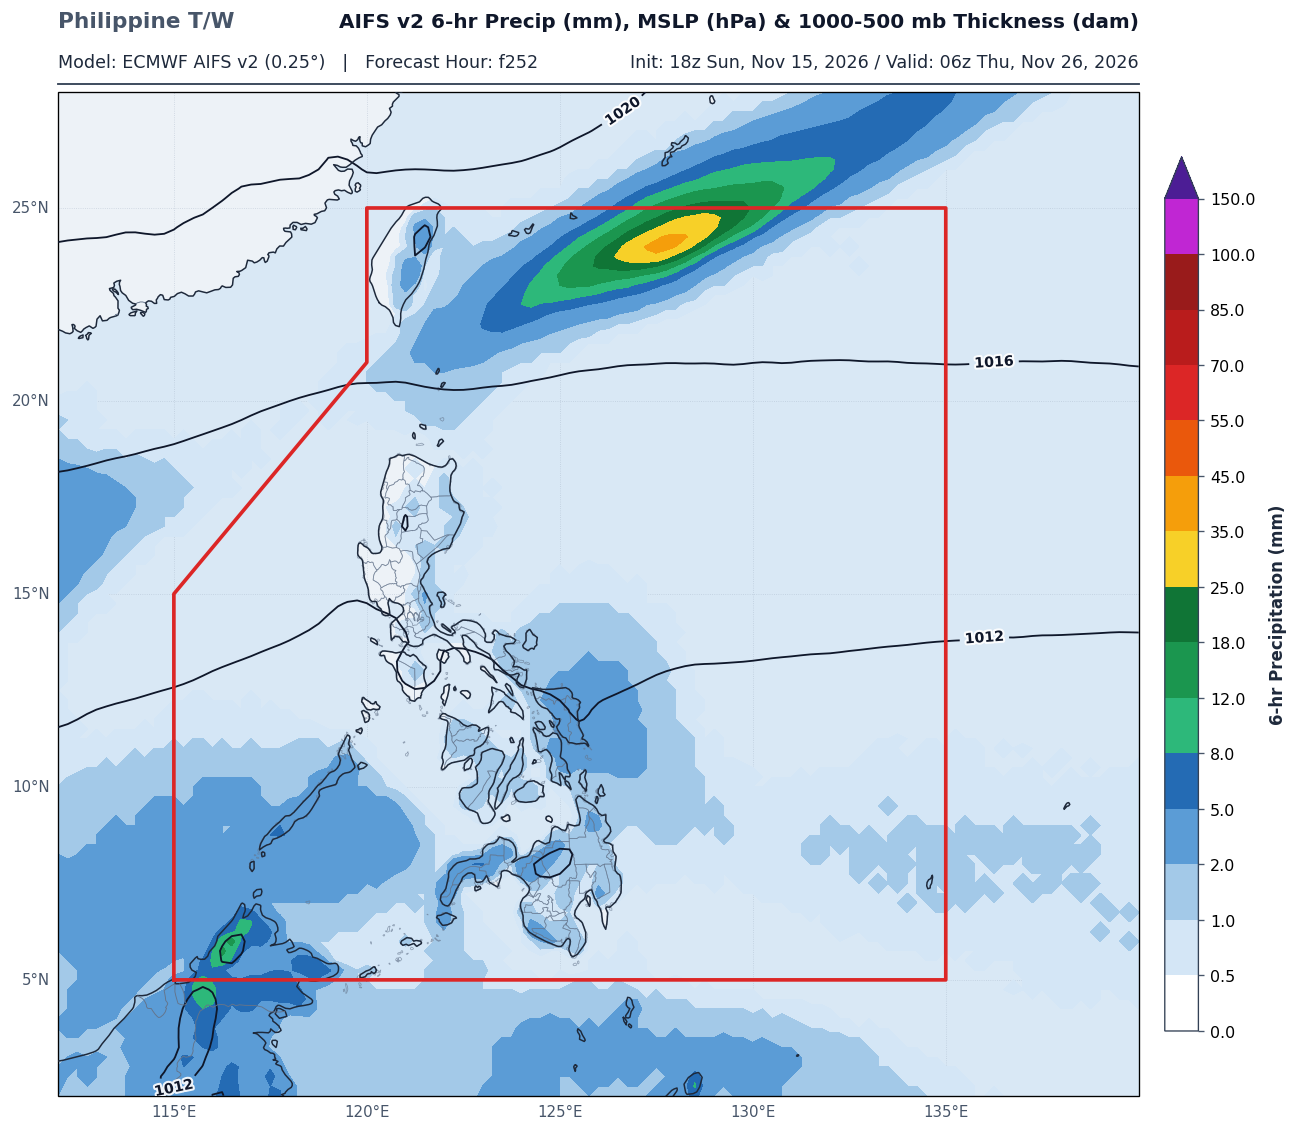 Philippine T/W
AIFS v2 6-hr Precip (mm), MSLP (hPa) & 1000-500 mb Thickness (dam)
Model: ECMWF AIFS v2 (0.25°) | Forecast Hour: f252
Init: 18z Sun, Nov 15, 2026 / Valid: 06z Thu, Nov 26, 2026
1020
1016
1012
1012
25°N
20°N
15°N
10°N
5°N
115°E
120°E
125°E
130°E
135°E
150.0
100.0
85.0
70.0
55.0
45.0
35.0
25.0
18.0
12.0
8.0
5.0
2.0
1.0
0.5
0.0
6-hr Precipitation (mm)